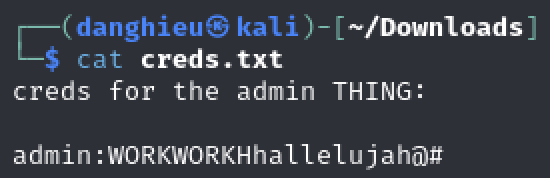 ┌──(danghieu㉿kali)-[~/Downloads]
└─$ cat creds.txt
creds for the admin THING:
admin:WORKWORKHhallelujah@#